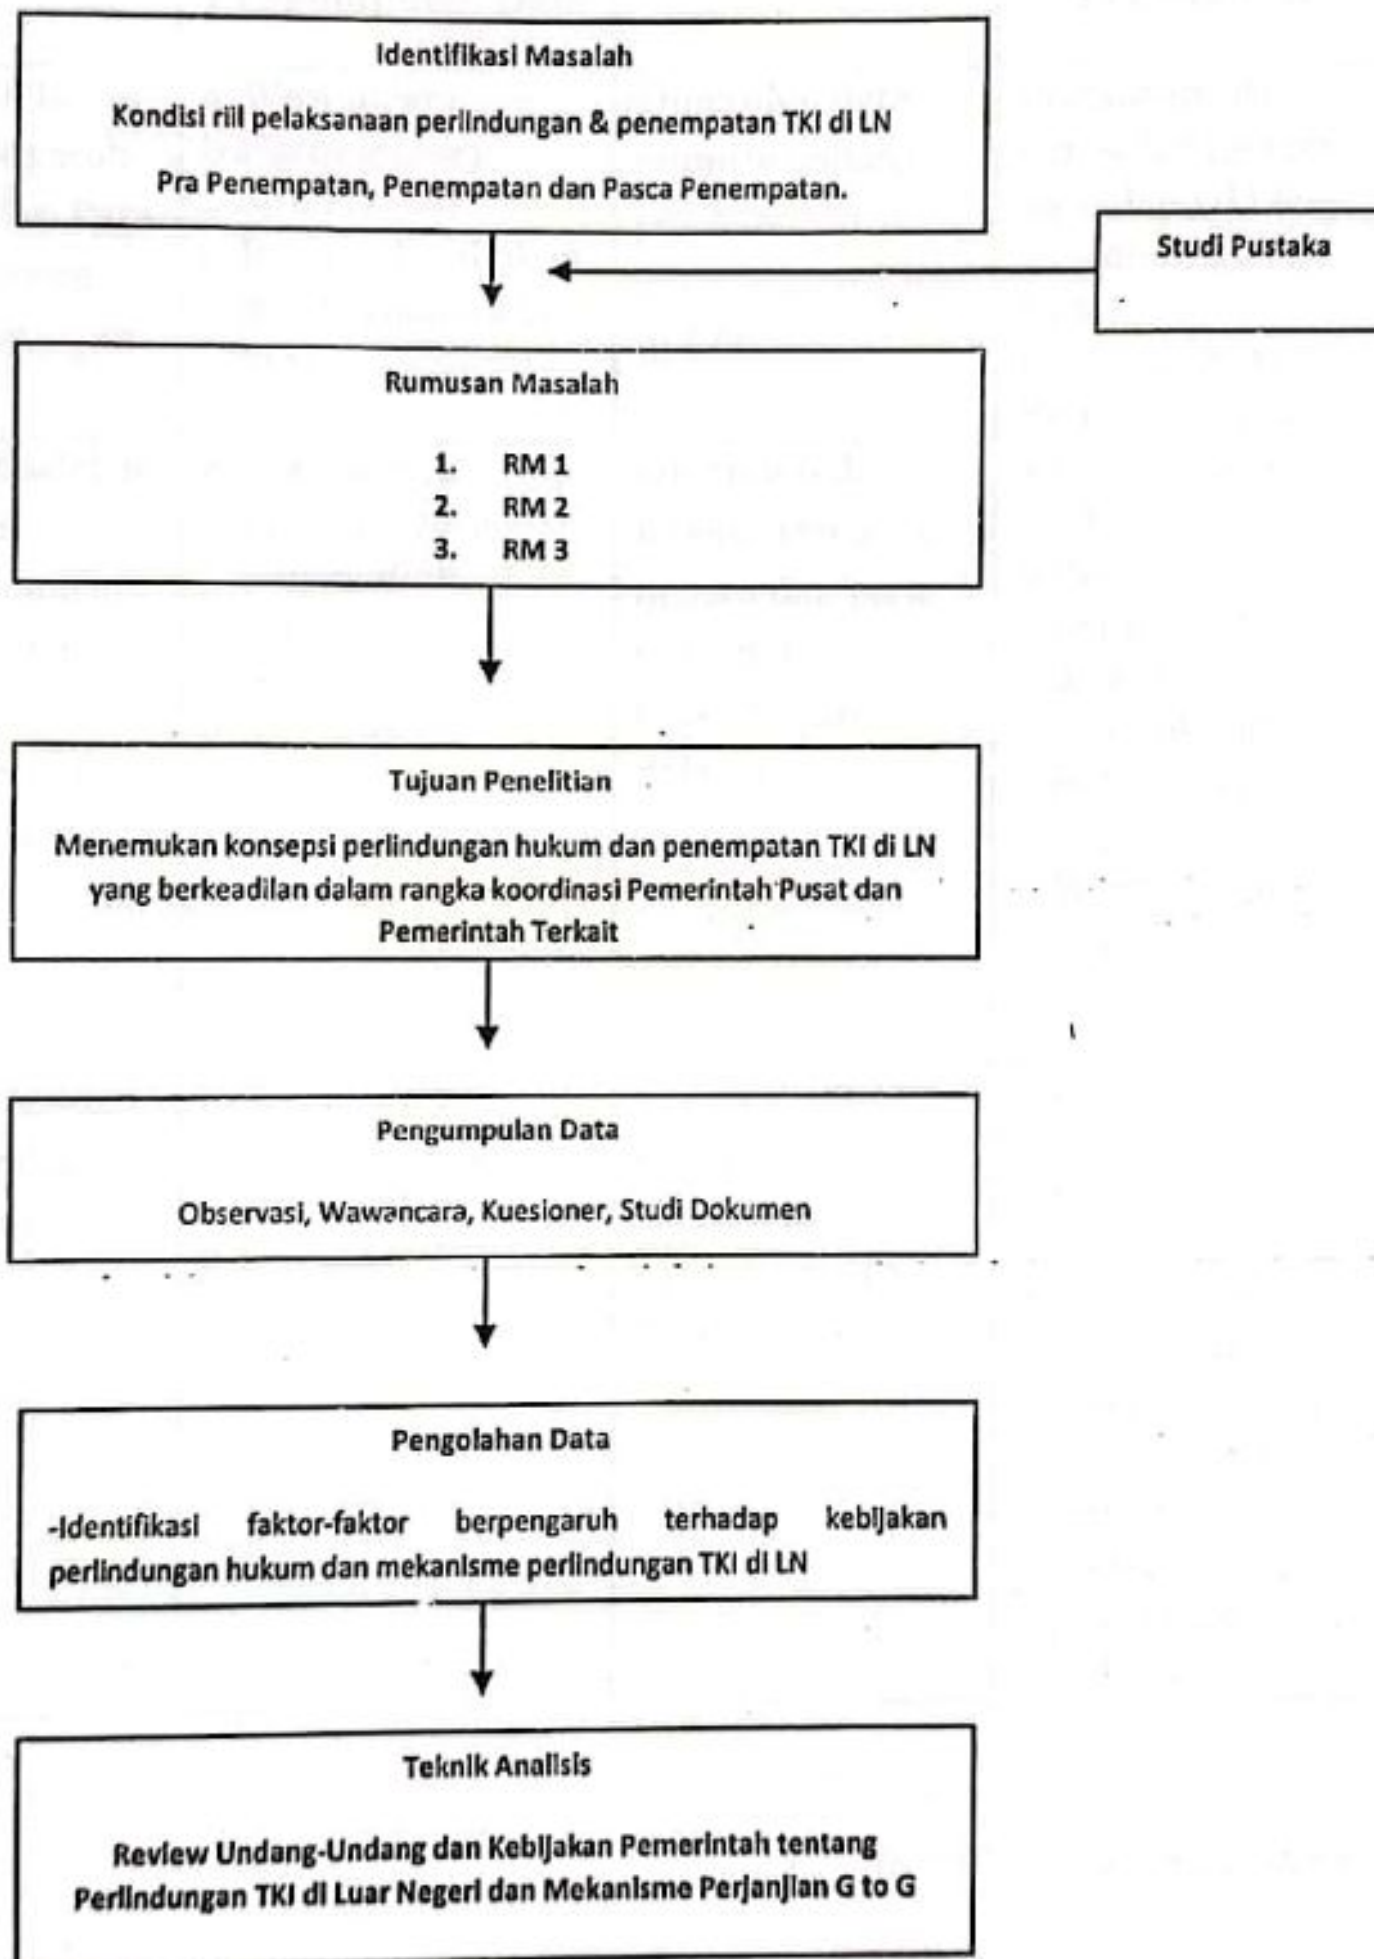 Identifikasi Masalah
Kondisi riil pelaksanaan perlindungan & penempatan TKI di LN
Pra Penempatan, Penempatan dan Pasca Penempatan.
Studi Pustaka
Rumusan Masalah
1. RM 1
2. RM 2
3. RM 3
Tujuan Penelitian
Menemukan konsepsi perlindungan hukum dan penempatan TKI di LN
yang berkeadilan dalam rangka koordinasi Pemerintah Pusat dan
Pemerintah Terkait
Pengumpulan Data
Observasi, Wawancara, Kuesioner, Studi Dokumen
Pengolahan Data
-Identifikasi faktor-faktor berpengaruh terhadap kebijakan
perlindungan hukum dan mekanisme perlindungan TKI di LN
Teknik Analisis
Review Undang-Undang dan Kebijakan Pemerintah tentang
Perlindungan TKI di Luar Negeri dan Mekanisme Perjanjian G to G